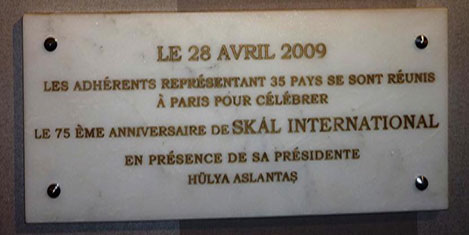 LE 28 AVRIL 2009
LES ADHÉRENTS REPRÉSENTANT 35 PAYS SE SONT RÉUNIS
À PARIS POUR CÉLÉBRER
LE 75 ÈME ANNIVERSAIRE DE SKÅL INTERNATIONAL
EN PRÉSENCE DE SA PRÉSIDENTE
HÜLYA ASLANTAŞ